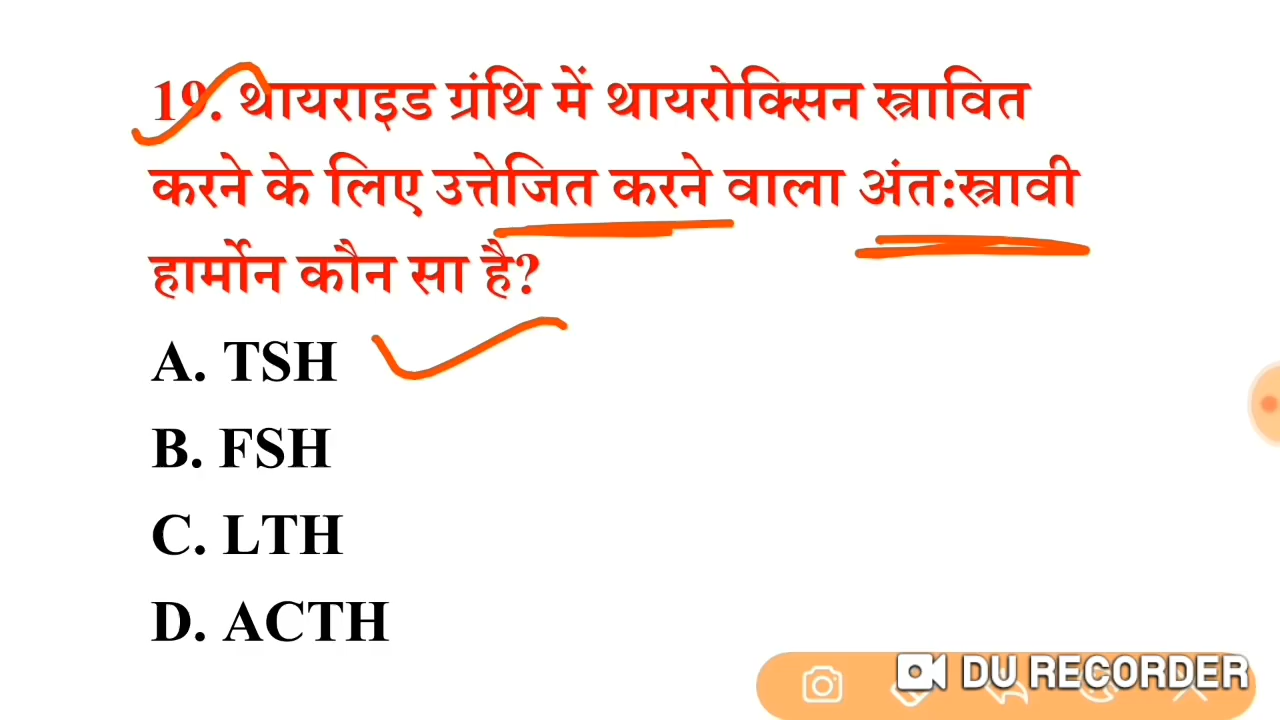 19. थायराइड ग्रंथि में थायरोक्सिन स्त्रावित
करने के लिए उत्तेजित करने वाला अंत:स्त्रावी
हार्मोन कौन सा है?
A. TSH
B. FSH
C. LTH
D. ACTH
DU RECORDER